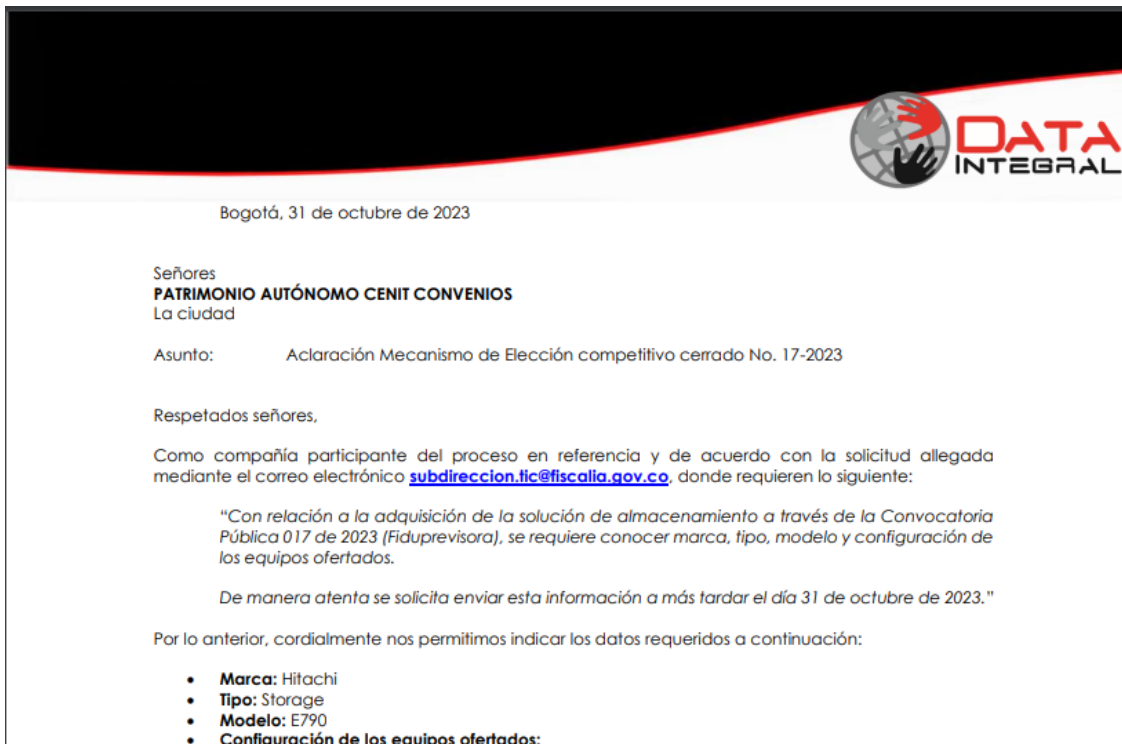 DATA
INTEGRAL
Bogotá, 31 de octubre de 2023
Señores
PATRIMONIO AUTÓNOMO CENIT CONVENIOS
La ciudad
Asunto: Aclaración Mecanismo de Elección competitivo cerrado No. 17-2023
Respetados señores,
Como compañía participante del proceso en referencia y de acuerdo con la solicitud allegada
mediante el correo electrónico subdireccion.tic@fiscalia.gov.co, donde requieren lo siguiente:
“Con relación a la adquisición de la solución de almacenamiento a través de la Convocatoria
Pública 017 de 2023 (Fiduprevisora), se requiere conocer marca, tipo, modelo y configuración de
los equipos ofertados.
De manera atenta se solicita enviar esta información a más tardar el día 31 de octubre de 2023.”
Por lo anterior, cordialmente nos permitimos indicar los datos requeridos a continuación:
• Marca: Hitachi
• Tipo: Storage
• Modelo: E790
• Configuración de los equipos ofertados: